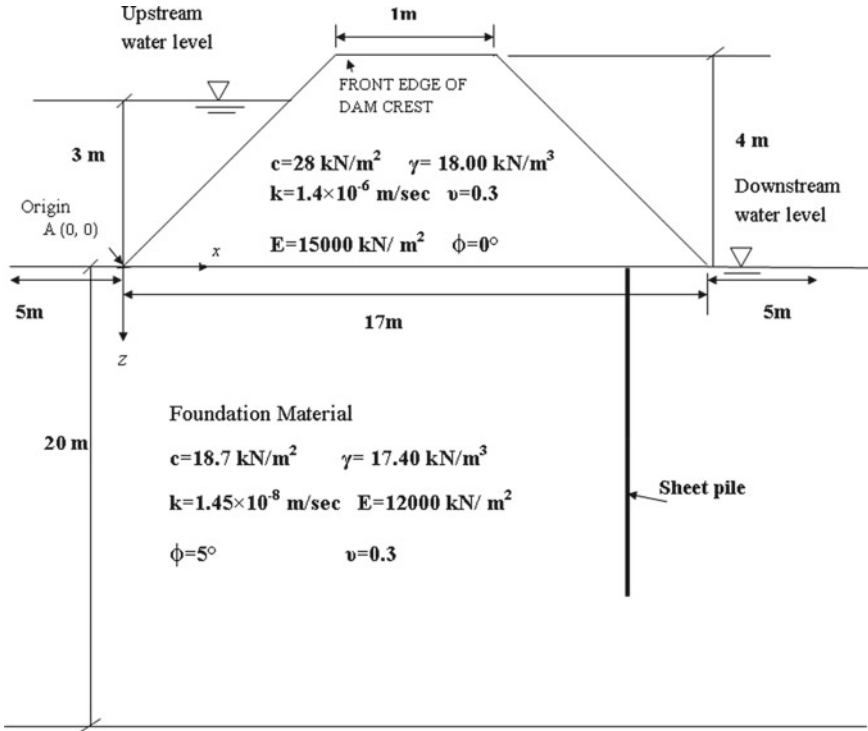 Upstream
water level
1m
FRONT EDGE OF
DAM CREST
3 m
c=28 kN/m² γ= 18.00 kN/m³
k=1.4×10⁻⁶ m/sec υ=0.3
E=15000 kN/ m² ϕ=0°
4 m
Downstream
water level
Origin
A (0, 0)
x
5m
17m
5m
z
20 m
Foundation Material
c=18.7 kN/m² γ= 17.40 kN/m³
k=1.45×10⁻⁸ m/sec E=12000 kN/ m²
ϕ=5° υ=0.3
Sheet pile